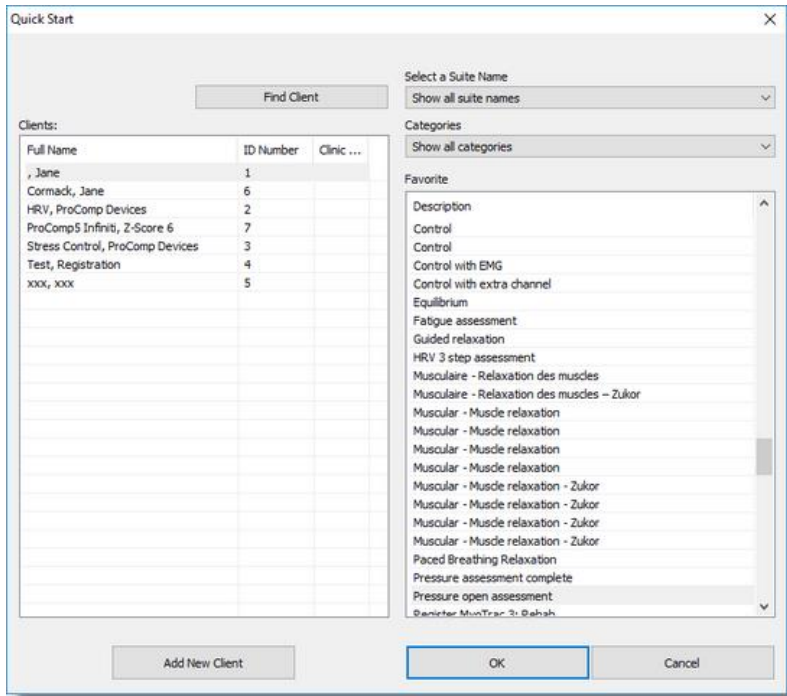 Quick Start
Find Client
Clients:
Full Name ID Number Clinic ...
, Jane 1
Cormack, Jane 6
HRV, ProComp Devices 2
ProComp5 Infiniti, Z-Score 6 7
Stress Control, ProComp Devices 3
Test, Registration 4
xxx, xxx 5
Add New Client
Select a Suite Name
Show all suite names
Categories
Show all categories
Favorite
Description
Control
Control
Control with EMG
Control with extra channel
Equilibrium
Fatigue assessment
Guided relaxation
HRV 3 step assessment
Musculaire - Relaxation des muscles
Musculaire - Relaxation des muscles – Zukor
Muscular - Muscle relaxation
Muscular - Muscle relaxation
Muscular - Muscle relaxation
Muscular - Muscle relaxation
Muscular - Muscle relaxation - Zukor
Muscular - Muscle relaxation - Zukor
Muscular - Muscle relaxation - Zukor
Muscular - Muscle relaxation - Zukor
Paced Breathing Relaxation
Pressure assessment complete
Pressure open assessment
Register MyoTrac 3: Rehab
OK
Cancel